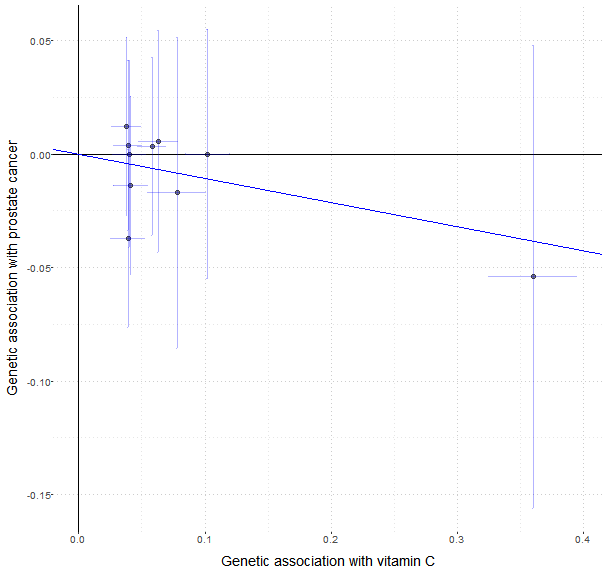 Genetic association with prostate cancer
0.05
0.00
-0.05
-0.10
-0.15
0.0 0.1 0.2 0.3 0.4
Genetic association with vitamin C